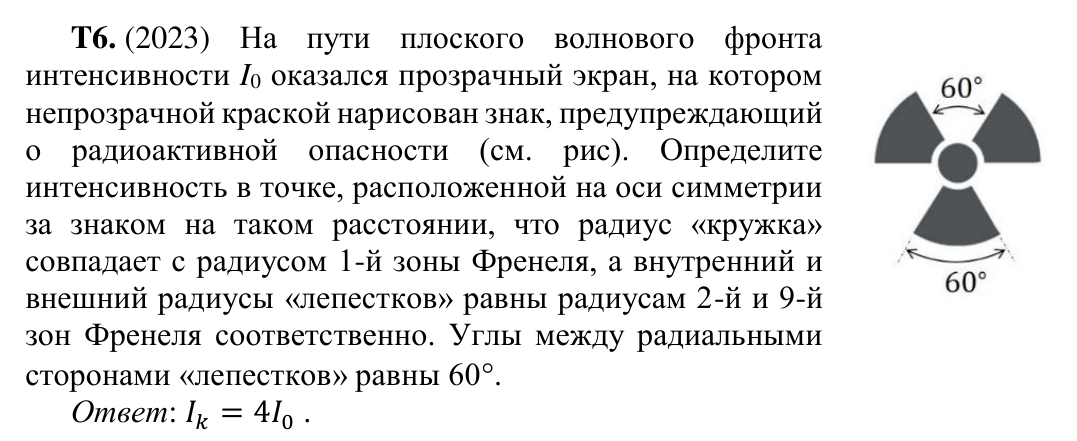 Т6. (2023) На пути плоского волнового фронта
интенсивности I₀ оказался прозрачный экран, на котором
непрозрачной краской нарисован знак, предупреждающий
о радиоактивной опасности (см. рис). Определите
интенсивность в точке, расположенной на оси симметрии
за знаком на таком расстоянии, что радиус «кружка»
совпадает с радиусом 1-й зоны Френеля, а внутренний и
внешний радиусы «лепестков» равны радиусам 2-й и 9-й
зон Френеля соответственно. Углы между радиальными
сторонами «лепестков» равны 60°.
Ответ: Iₖ = 4I₀ .
60°
60°